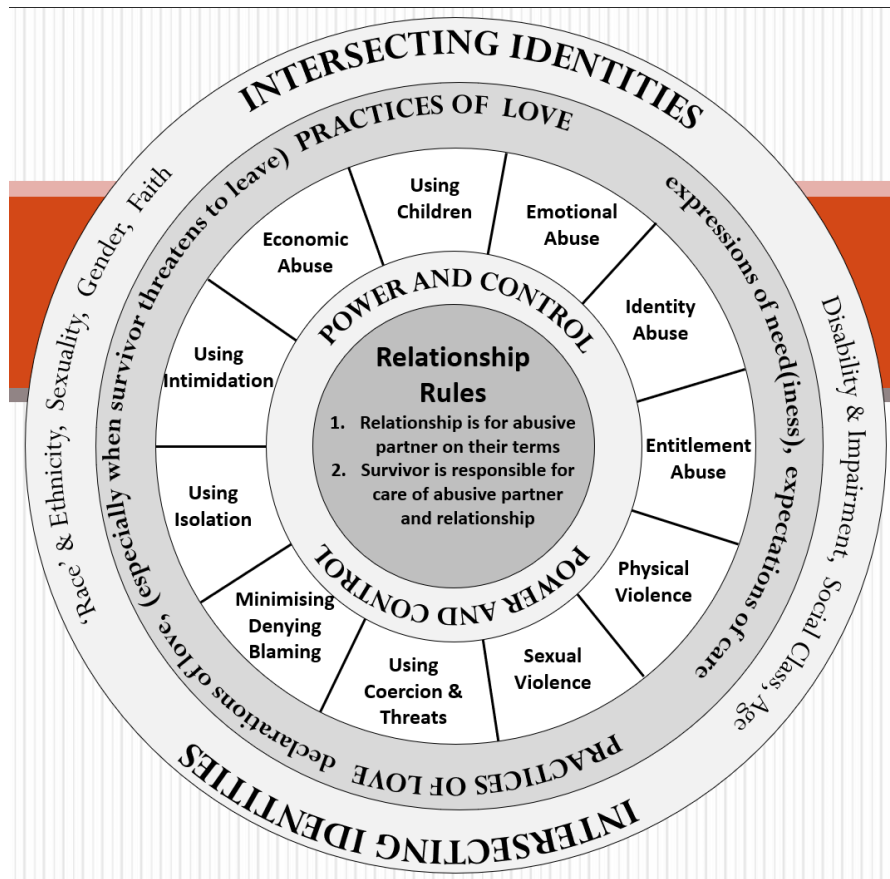 INTERSECTING IDENTITIES
'Race' & Ethnicity, Sexuality, Gender, Faith
Disability & Impairment, Social Class, Age
PRACTICES OF LOVE
expressions of need(iness), expectations of care
declarations of love, (especially when survivor threatens to leave)
Using
Children
Emotional
Abuse
Identity
Abuse
Entitlement
Abuse
Physical
Violence
Sexual
Violence
Using
Coercion &
Threats
Minimising
Denying
Blaming
Using
Isolation
Using
Intimidation
Economic
Abuse
POWER AND CONTROL
Relationship
Rules
1. Relationship is for abusive
partner on their terms
2. Survivor is responsible for
care of abusive partner
and relationship
POWER AND CONTROL
PRACTICES OF LOVE
INTERSECTING IDENTITIES